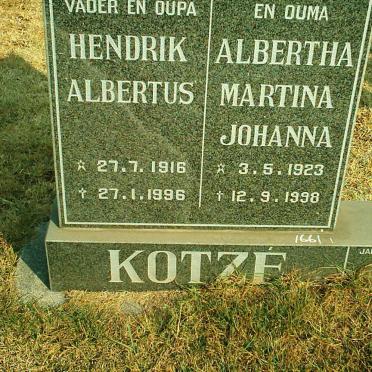 VADER EN OUPA
HENDRIK
ALBERTUS
☆ 27.7.1916
† 27.1.1996
EN OUMA
ALBERTHA
MARTINA
JOHANNA
☆ 3.5.1923
† 12.9.1998
166
KOTZÉ